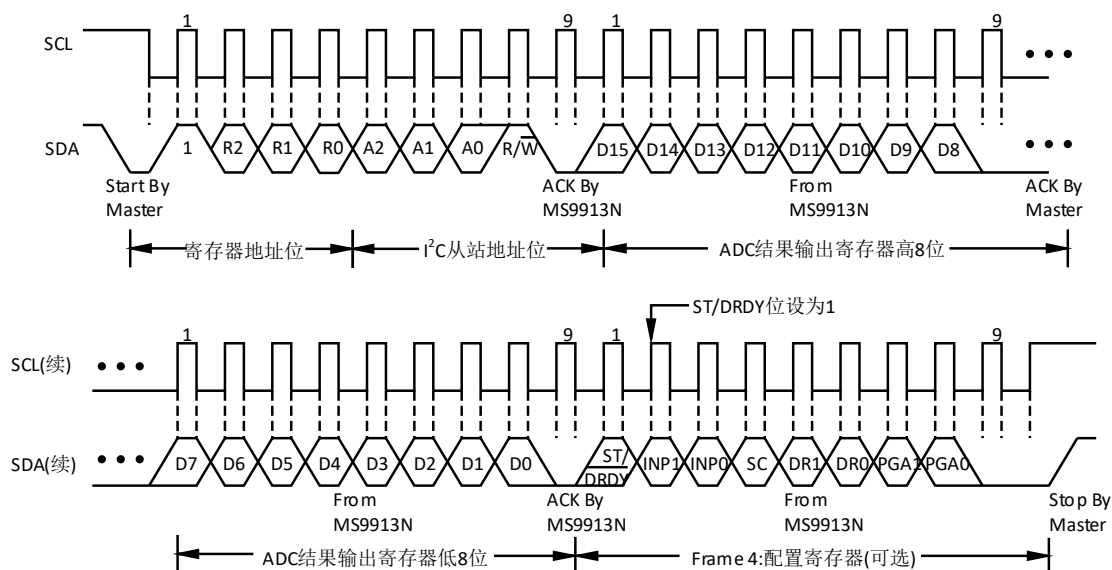 1 9 1 9
SCL
SDA
1 R2 R1 R0 A2 A1 A0 R/W D15 D14 D13 D12 D11 D10 D9 D8
Start By
Master
ACK By
MS9913N
From
MS9913N
ACK By
Master
寄存器地址位
I²C从站地址位
ADC结果输出寄存器高8位
ST/DRDY位设为1
1 9 1 9
SCL(续)
SDA(续)
D7 D6 D5 D4 D3 D2 D1 D0 ST/DRDY INP1 INP0 SC DR1 DR0 PGA1 PGA0
From
MS9913N
ACK By
MS9913N
From
MS9913N
Stop By
Master
ADC结果输出寄存器低8位
Frame 4:配置寄存器(可选)